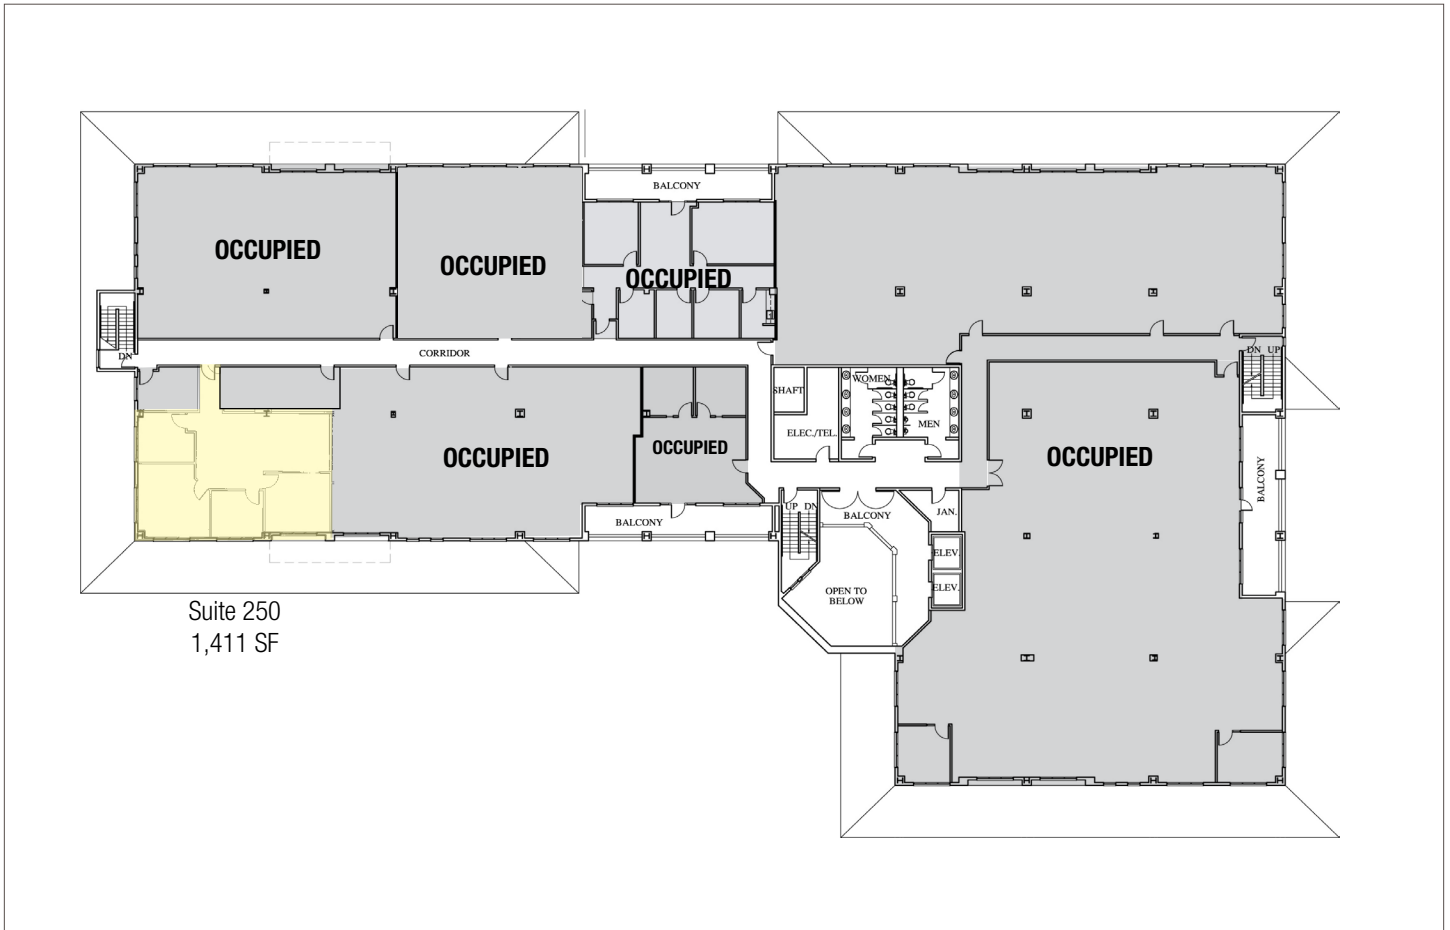 BALCONY
OCCUPIED
OCCUPIED
OCCUPIED
DN
CORRIDOR
DN UP
SHAFT
WOMEN
MEN
ELEC./TEL.
OCCUPIED
OCCUPIED
OCCUPIED
BALCONY
BALCONY
UP DN
BALCONY
JAN.
ELEV.
ELEV.
OPEN TO
BELOW
Suite 250
1,411 SF